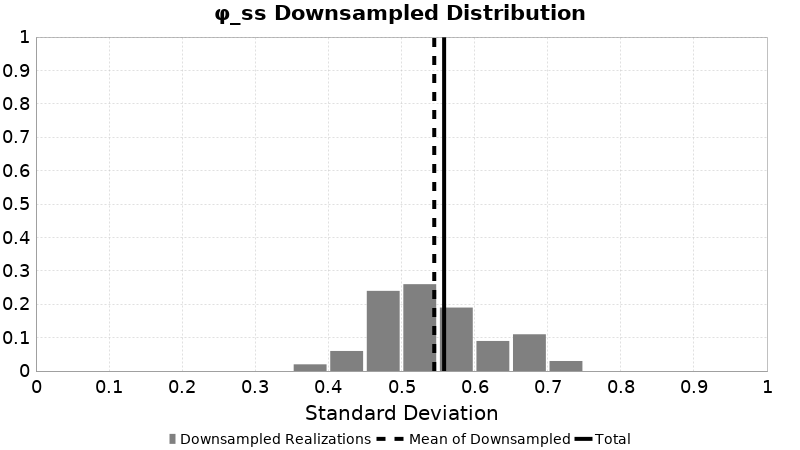 φ_ss Downsampled Distribution
1
0.9
0.8
0.7
0.6
0.5
0.4
0.3
0.2
0.1
0
0 0.1 0.2 0.3 0.4 0.5 0.6 0.7 0.8 0.9 1
Standard Deviation
Downsampled Realizations Mean of Downsampled Total